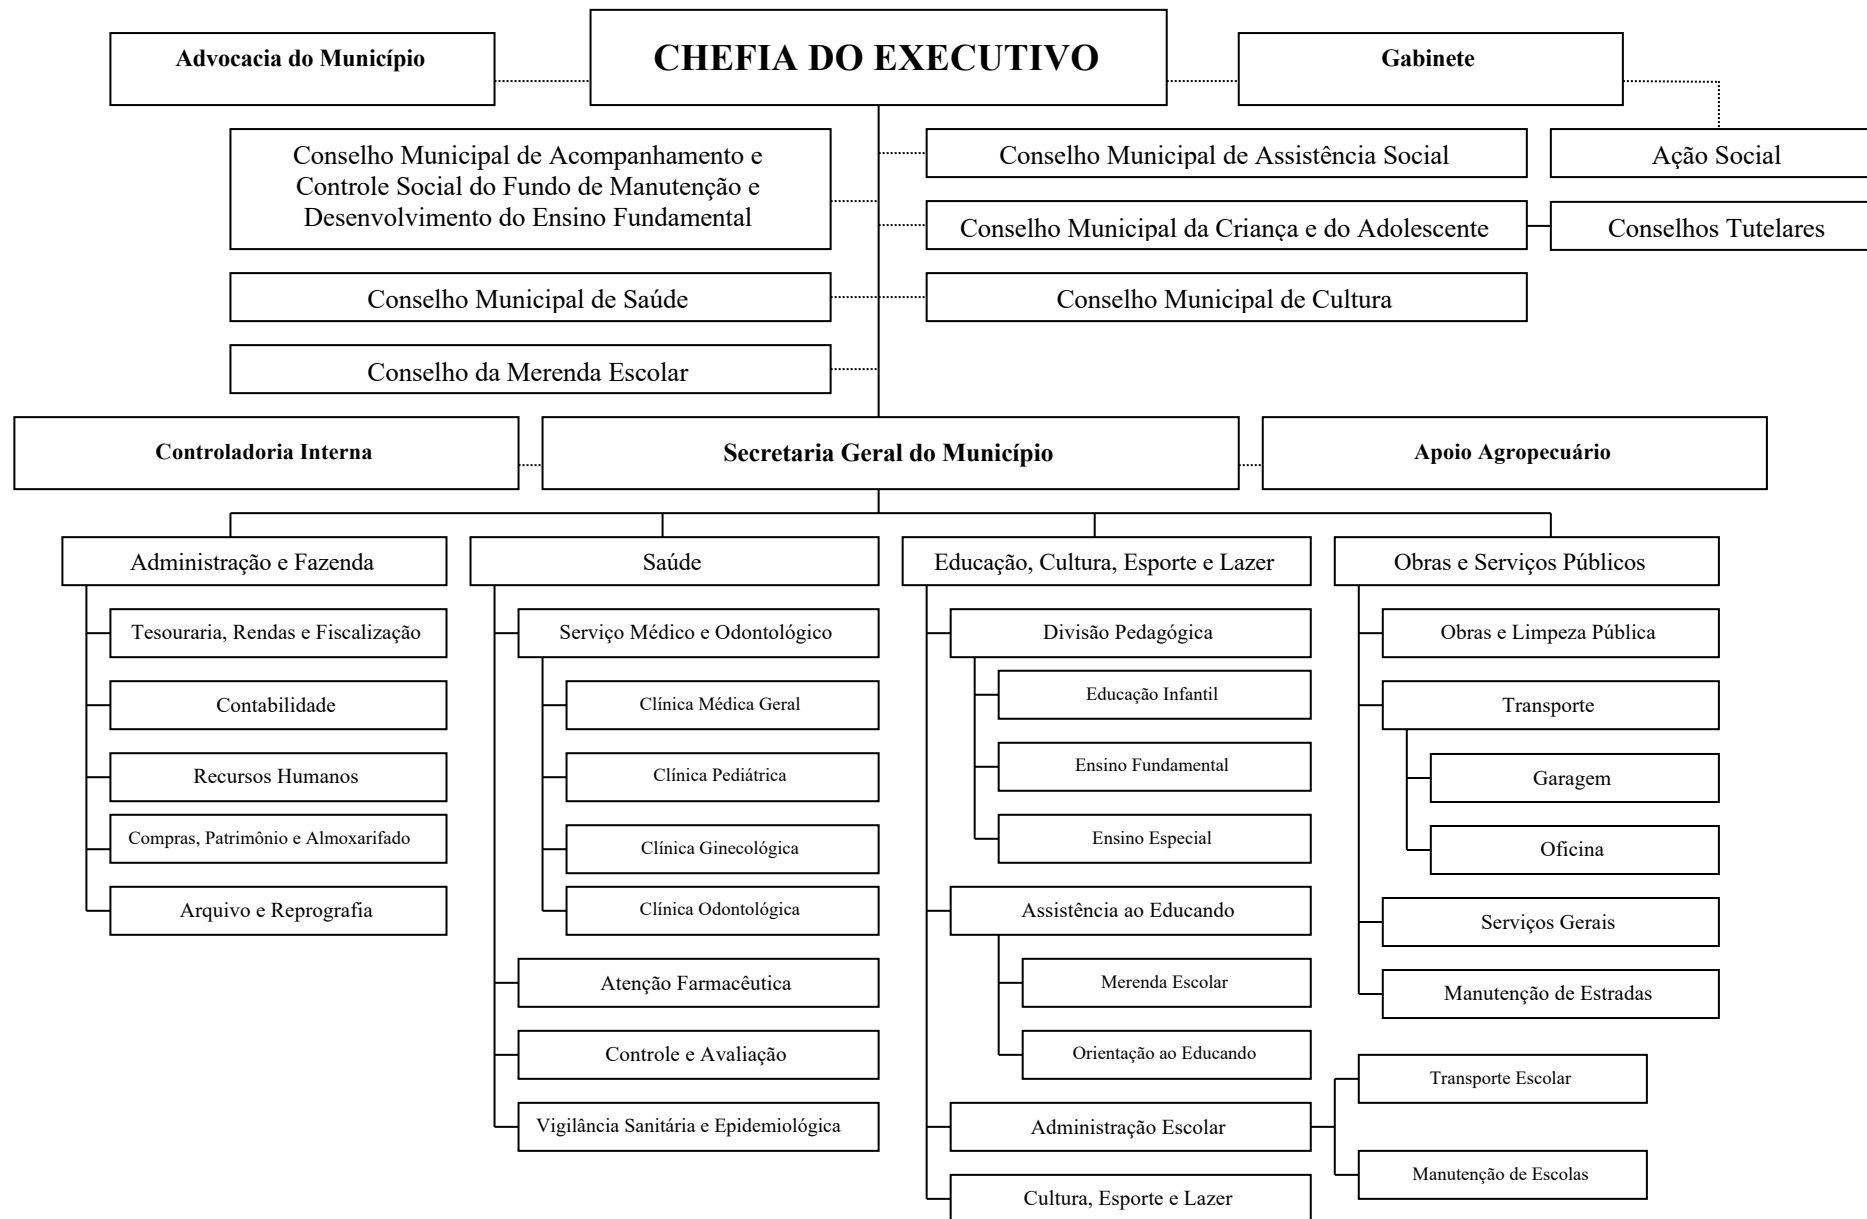 Advocacia do Município
CHEFIA DO EXECUTIVO
Gabinete
Conselho Municipal de Acompanhamento e
Controle Social do Fundo de Manutenção e
Desenvolvimento do Ensino Fundamental
Conselho Municipal de Assistência Social
Ação Social
Conselho Municipal da Criança e do Adolescente
Conselhos Tutelares
Conselho Municipal de Saúde
Conselho Municipal de Cultura
Conselho da Merenda Escolar
Controladoria Interna
Secretaria Geral do Município
Apoio Agropecuário
Administração e Fazenda
Tesouraria, Rendas e Fiscalização
Contabilidade
Recursos Humanos
Compras, Patrimônio e Almoxarifado
Arquivo e Reprografia
Saúde
Serviço Médico e Odontológico
Clínica Médica Geral
Clínica Pediátrica
Clínica Ginecológica
Clínica Odontológica
Atenção Farmacêutica
Controle e Avaliação
Vigilância Sanitária e Epidemiológica
Educação, Cultura, Esporte e Lazer
Divisão Pedagógica
Educação Infantil
Ensino Fundamental
Ensino Especial
Assistência ao Educando
Merenda Escolar
Orientação ao Educando
Administração Escolar
Transporte Escolar
Manutenção de Escolas
Cultura, Esporte e Lazer
Obras e Serviços Públicos
Obras e Limpeza Pública
Transporte
Garagem
Oficina
Serviços Gerais
Manutenção de Estradas